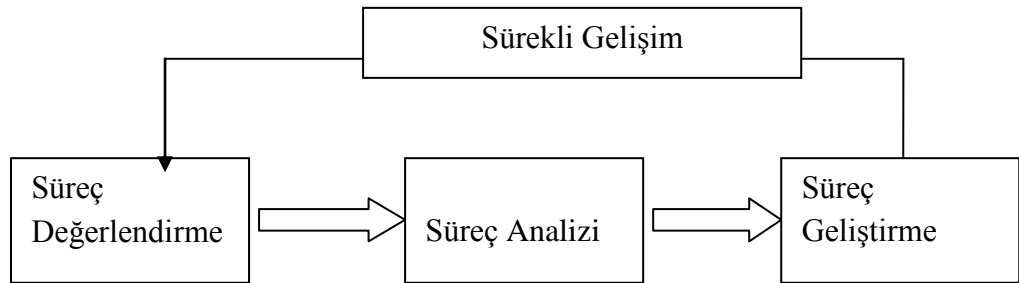 Sürekli Gelişim
Süreç
Değerlendirme
Süreç Analizi
Süreç
Geliştirme